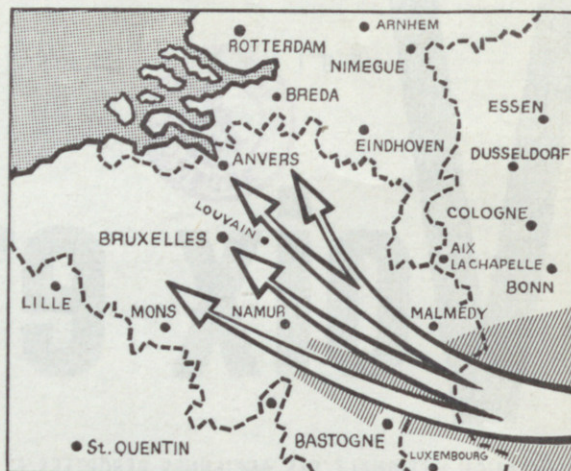 ARNHEM
ROTTERDAM
NIMEGUE
BREDA
ESSEN
EINDHOVEN
ANVERS
DUSSELDORF
LOUVAIN
COLOGNE
BRUXELLES
AIX
LACHAPELLE
BONN
LILLE
MONS
NAMUR
MALMÉDY
St. QUENTIN
BASTOGNE
LUXEMBOURG